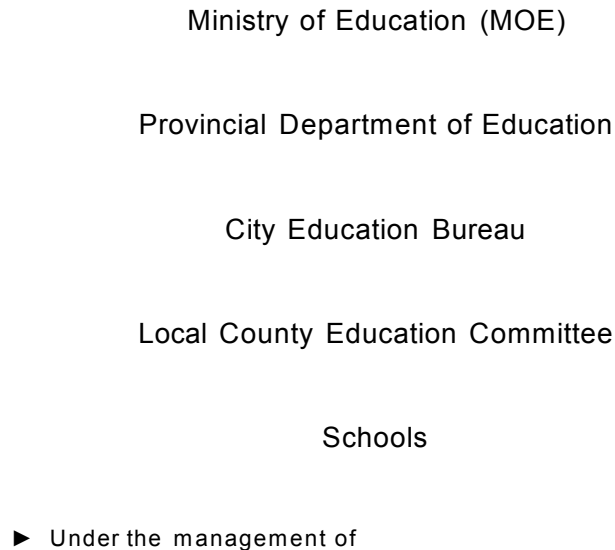 Ministry of Education (MOE)
Provincial Department of Education
City Education Bureau
Local County Education Committee
Schools
► Under the management of